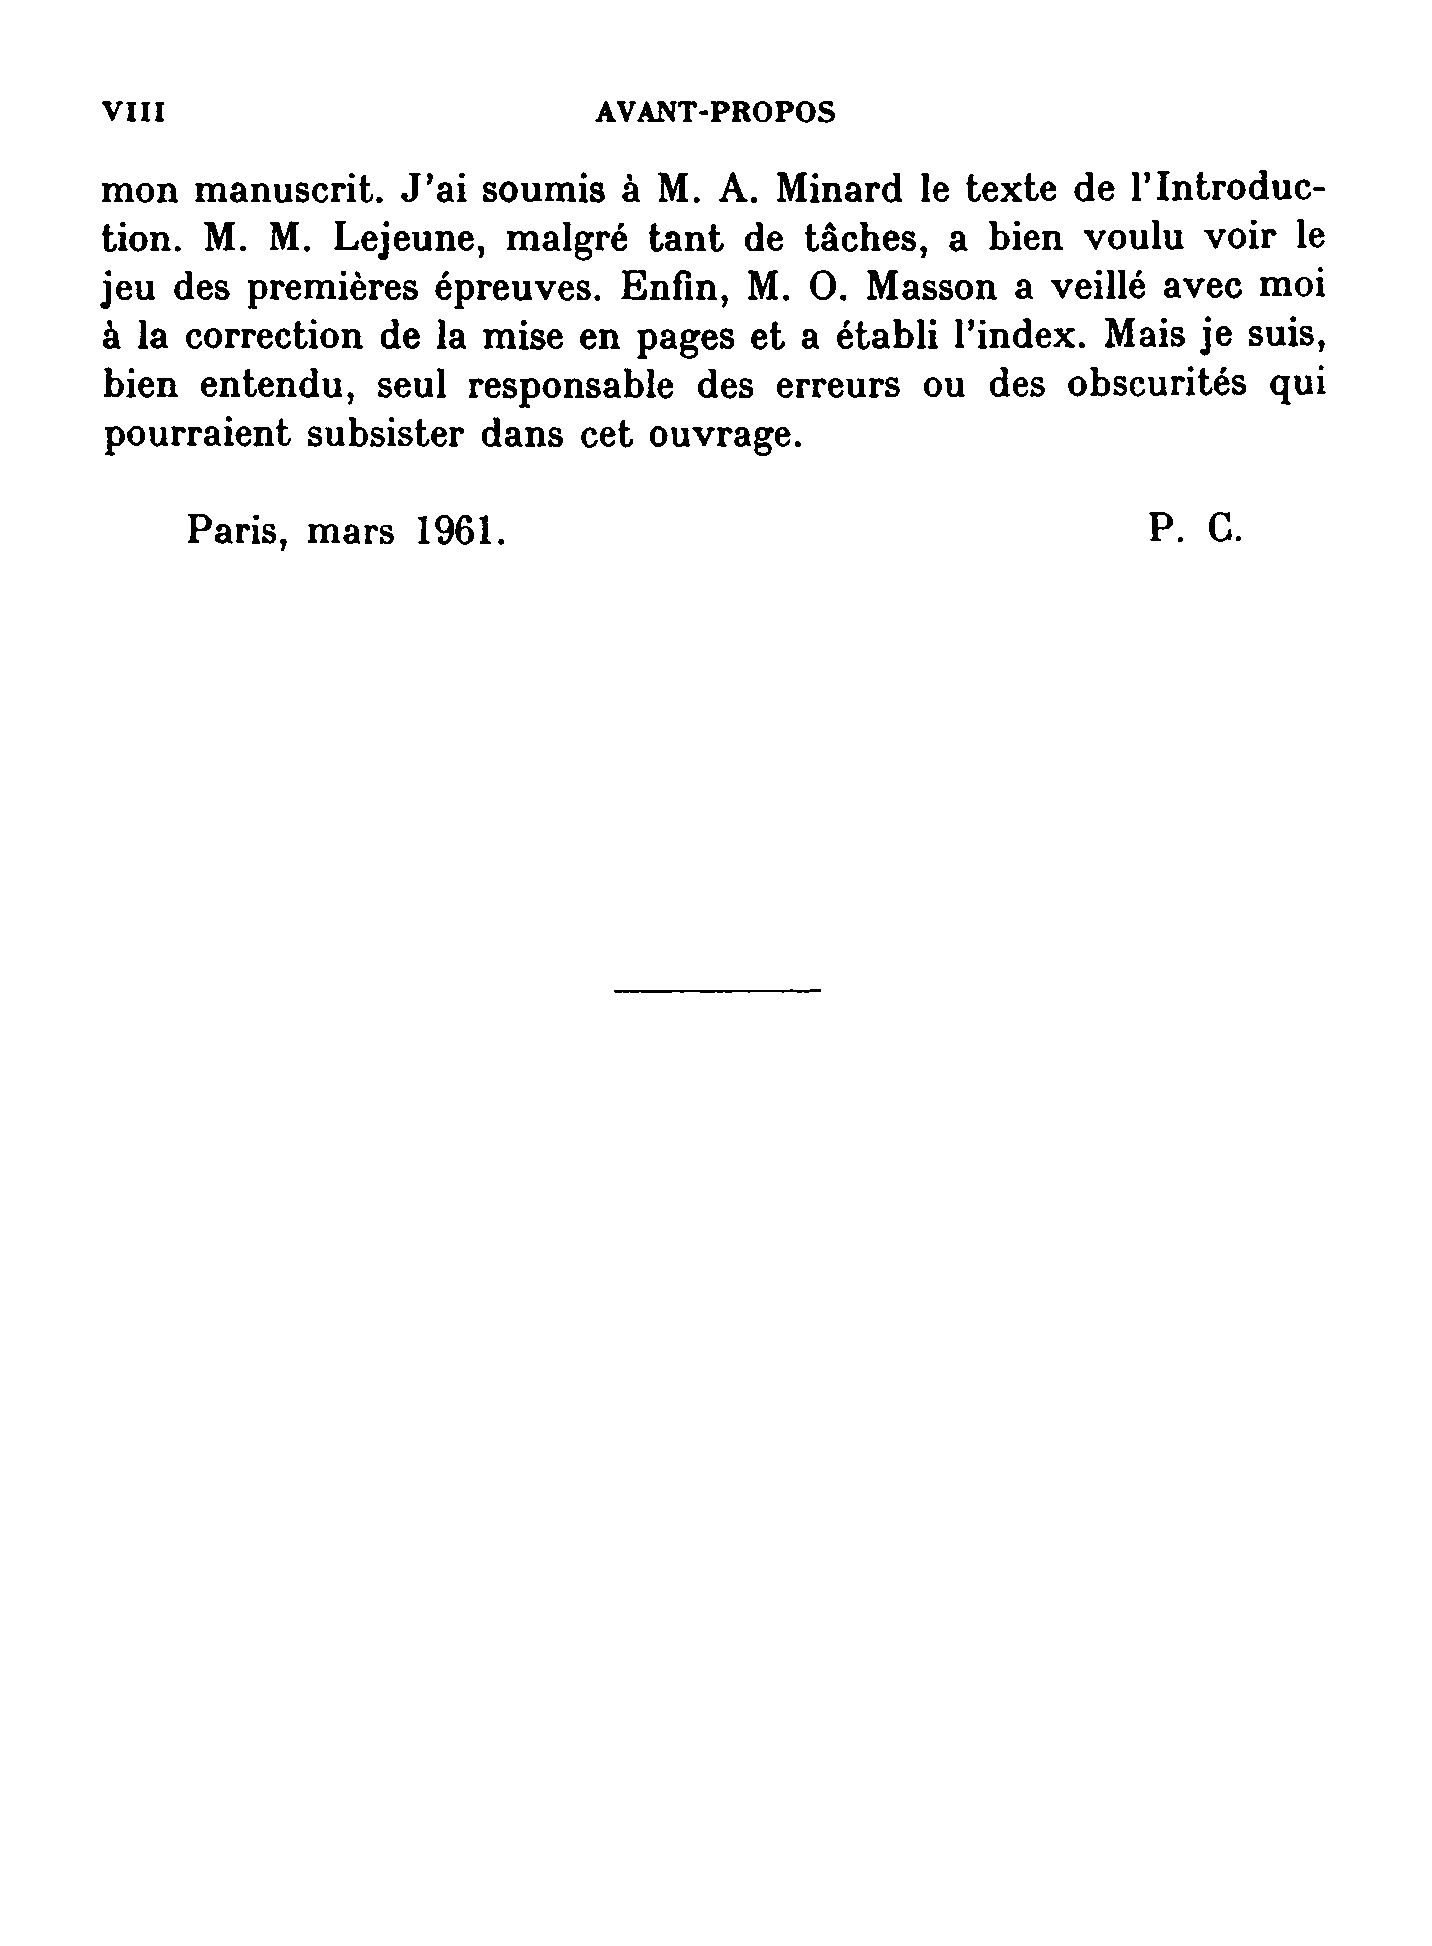 VIII AVANT-PROPOS
mon manuscrit. J'ai soumis à M. A. Minard le texte de l'Introduc-
tion. M. M. Lejeune, malgré tant de tâches, a bien voulu voir le
jeu des premières épreuves. Enfin, M. O. Masson a veillé avec moi
à la correction de la mise en pages et a établi l'index. Mais je suis,
bien entendu, seul responsable des erreurs ou des obscurités qui
pourraient subsister dans cet ouvrage.
Paris, mars 1961. P. C.